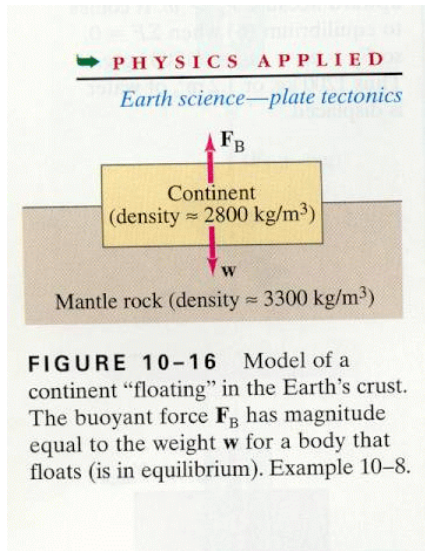 PHYSICS APPLIED
Earth science—plate tectonics
F_B
Continent
(density ≈ 2800 kg/m³)
w
Mantle rock (density ≈ 3300 kg/m³)
FIGURE 10–16 Model of a
continent “floating” in the Earth’s crust.
The buoyant force F_B has magnitude
equal to the weight w for a body that
floats (is in equilibrium). Example 10–8.